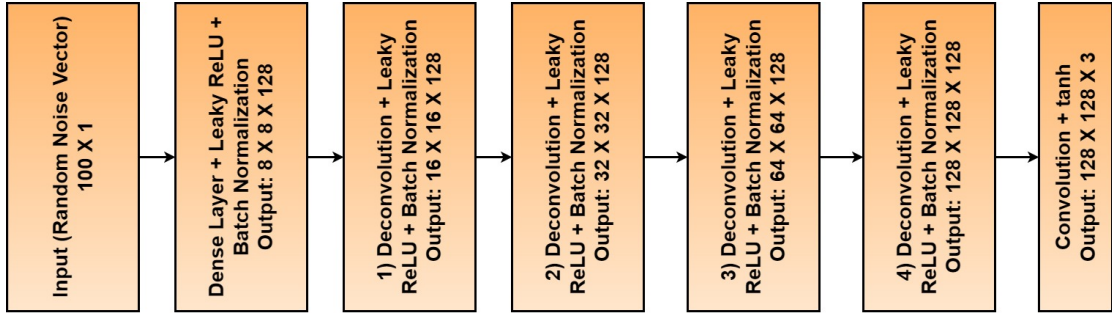 Input (Random Noise Vector)
100 X 1
Dense Layer + Leaky ReLU +
Batch Normalization
Output: 8 X 8 X 128
1) Deconvolution + Leaky
ReLU + Batch Normalization
Output: 16 X 16 X 128
2) Deconvolution + Leaky
ReLU + Batch Normalization
Output: 32 X 32 X 128
3) Deconvolution + Leaky
ReLU + Batch Normalization
Output: 64 X 64 X 128
4) Deconvolution + Leaky
ReLU + Batch Normalization
Output: 128 X 128 X 128
Convolution + tanh
Output: 128 X 128 X 3